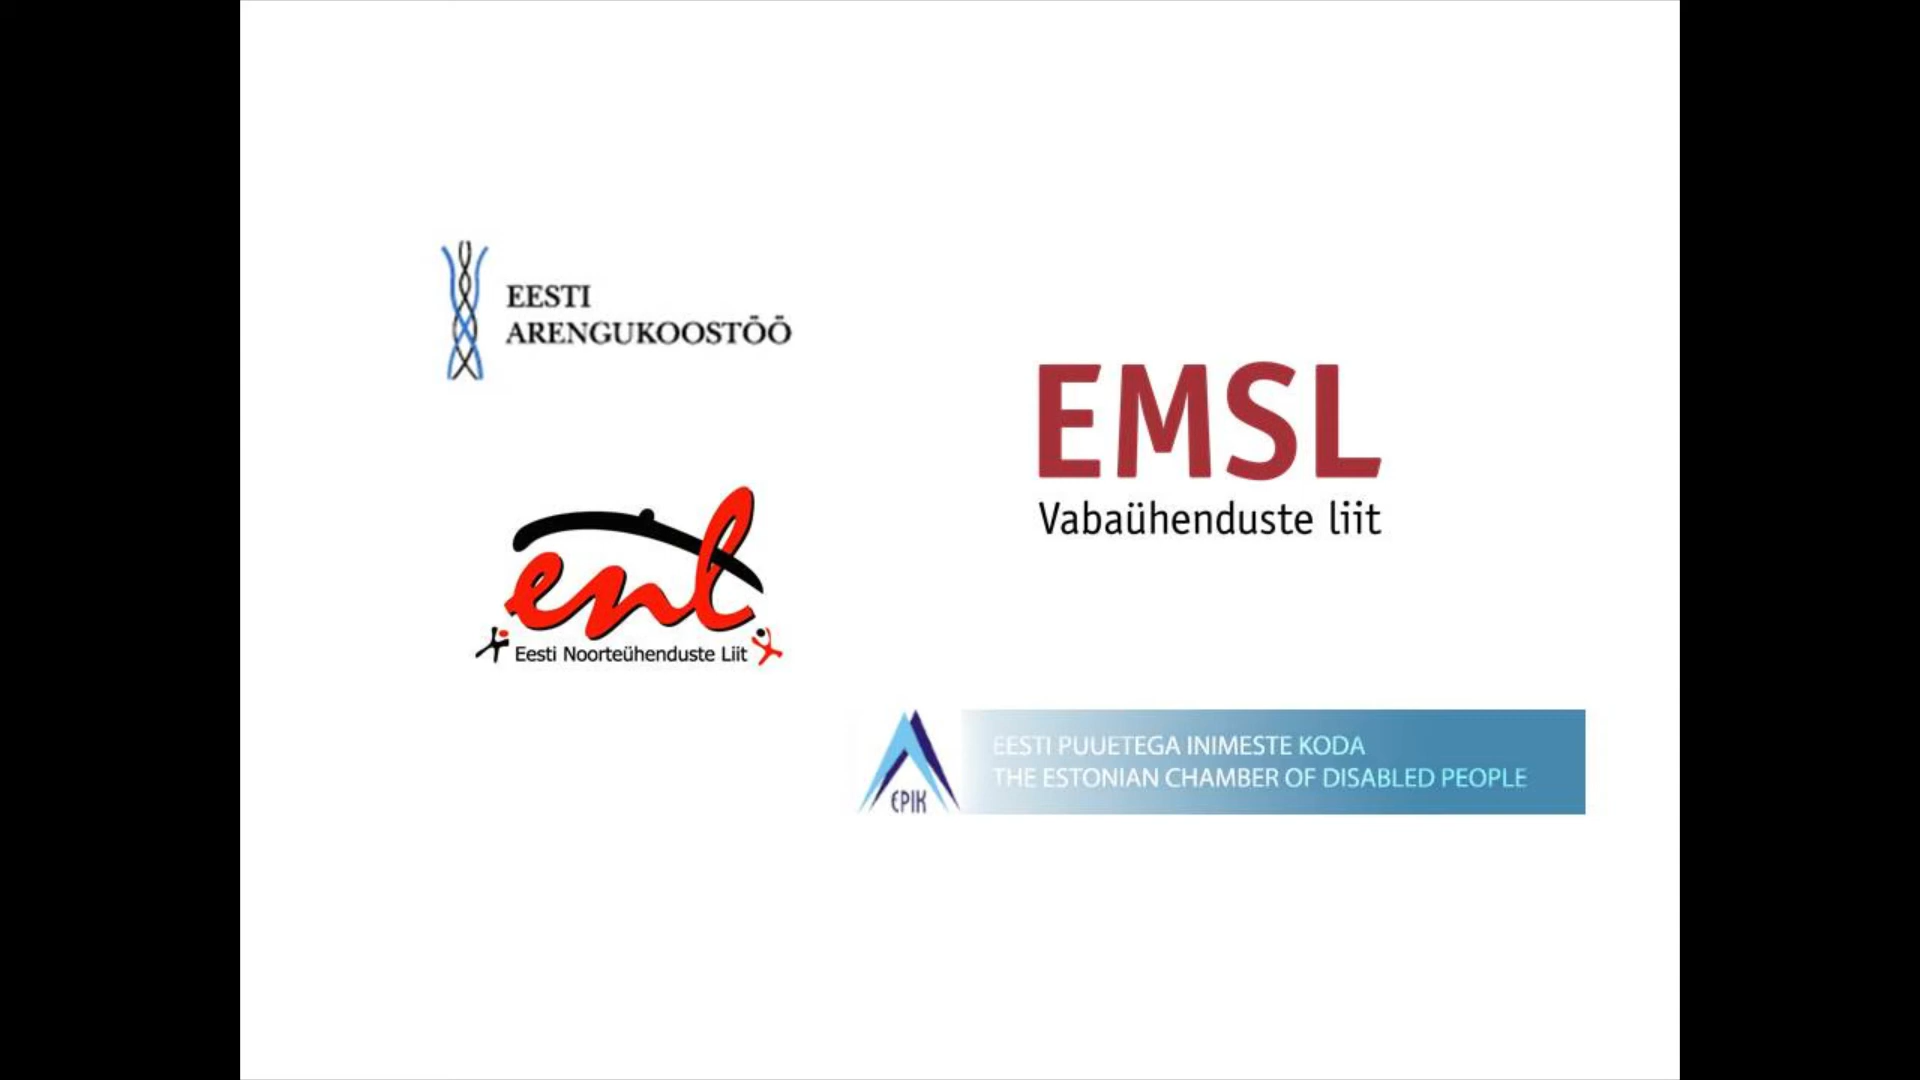 EESTI
ARENGUKOOSTÖÖ
EMSL
Vabaühenduste liit
enl
Eesti Noorteühenduste Liit
EPIK
EESTI PUUETEGA INIMESTE KODA
THE ESTONIAN CHAMBER OF DISABLED PEOPLE